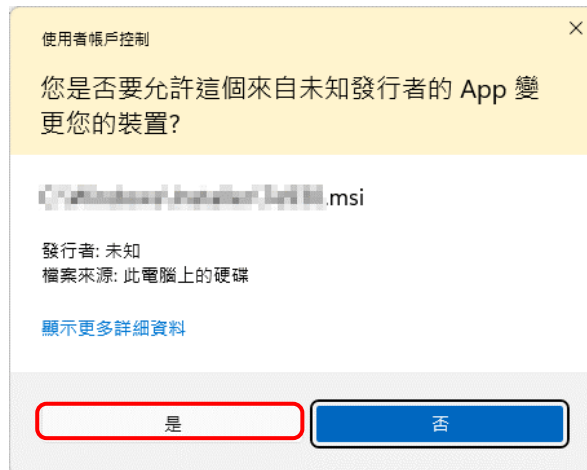 使用者帳戶控制
您是否要允許這個來自未知發行者的 App 變
更您的裝置?
.msi
發行者: 未知
檔案來源: 此電腦上的硬碟
顯示更多詳細資料
是
否